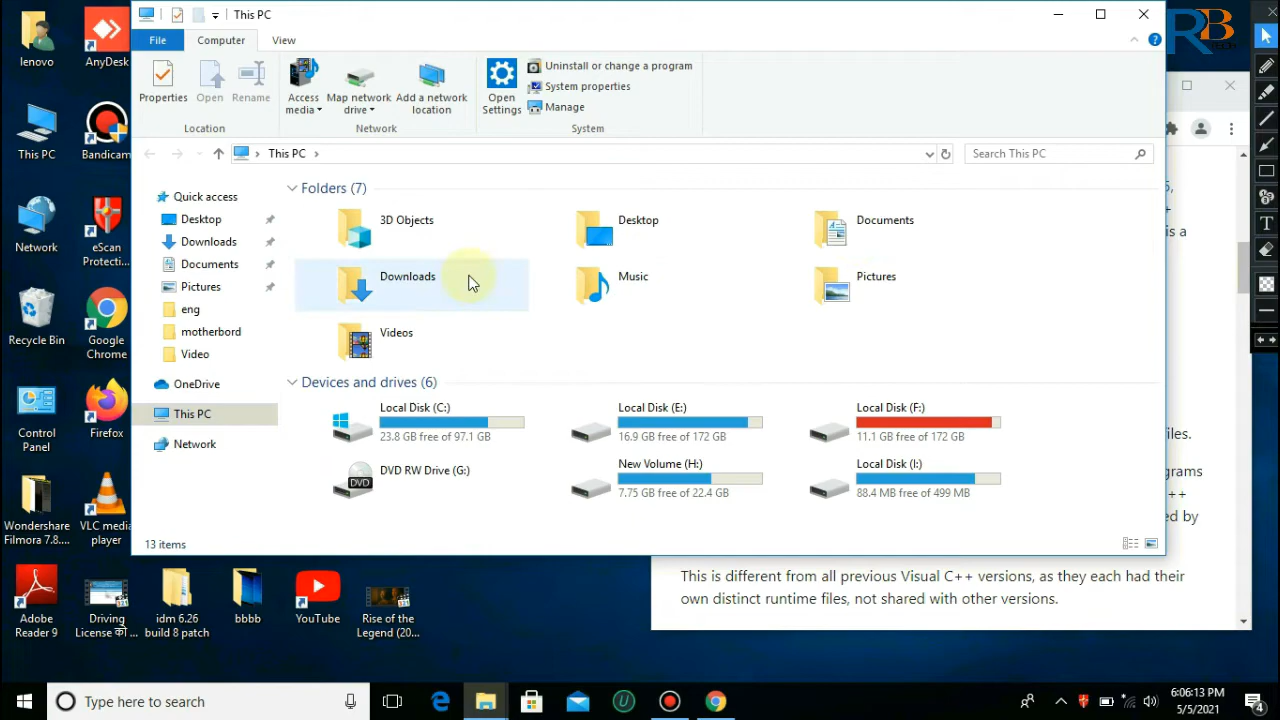 This PC
File
Computer
View
Properties
Open
Rename
Access media
Map network drive
Add a network location
Open Settings
Uninstall or change a program
System properties
Manage
Location
Network
System
This PC
Search This PC
Quick access
Desktop
Downloads
Documents
Pictures
eng
motherbord
Video
OneDrive
This PC
Network
Folders (7)
3D Objects
Desktop
Documents
Downloads
Music
Pictures
Videos
Devices and drives (6)
Local Disk (C:)
23.8 GB free of 97.1 GB
Local Disk (E:)
16.9 GB free of 172 GB
Local Disk (F:)
11.1 GB free of 172 GB
DVD RW Drive (G:)
DVD
New Volume (H:)
7.75 GB free of 22.4 GB
Local Disk (I:)
88.4 MB free of 499 MB
13 items
lenovo
AnyDesk
This PC
Bandicam
Network
eScan Protecti...
Recycle Bin
Google Chrome
Control Panel
Firefox
Wondershare Filmora 7.8....
VLC media player
Adobe Reader 9
Driving License को ...
idm 6.26 build 8 patch
bbbb
YouTube
Rise of the Legend (20...
RB
TECH
is a
files.
grams
++
ed by
This is different from all previous Visual C++ versions, as they each had their
own distinct runtime files, not shared with other versions.
Type here to search
6:06:13 PM
5/5/2021
4